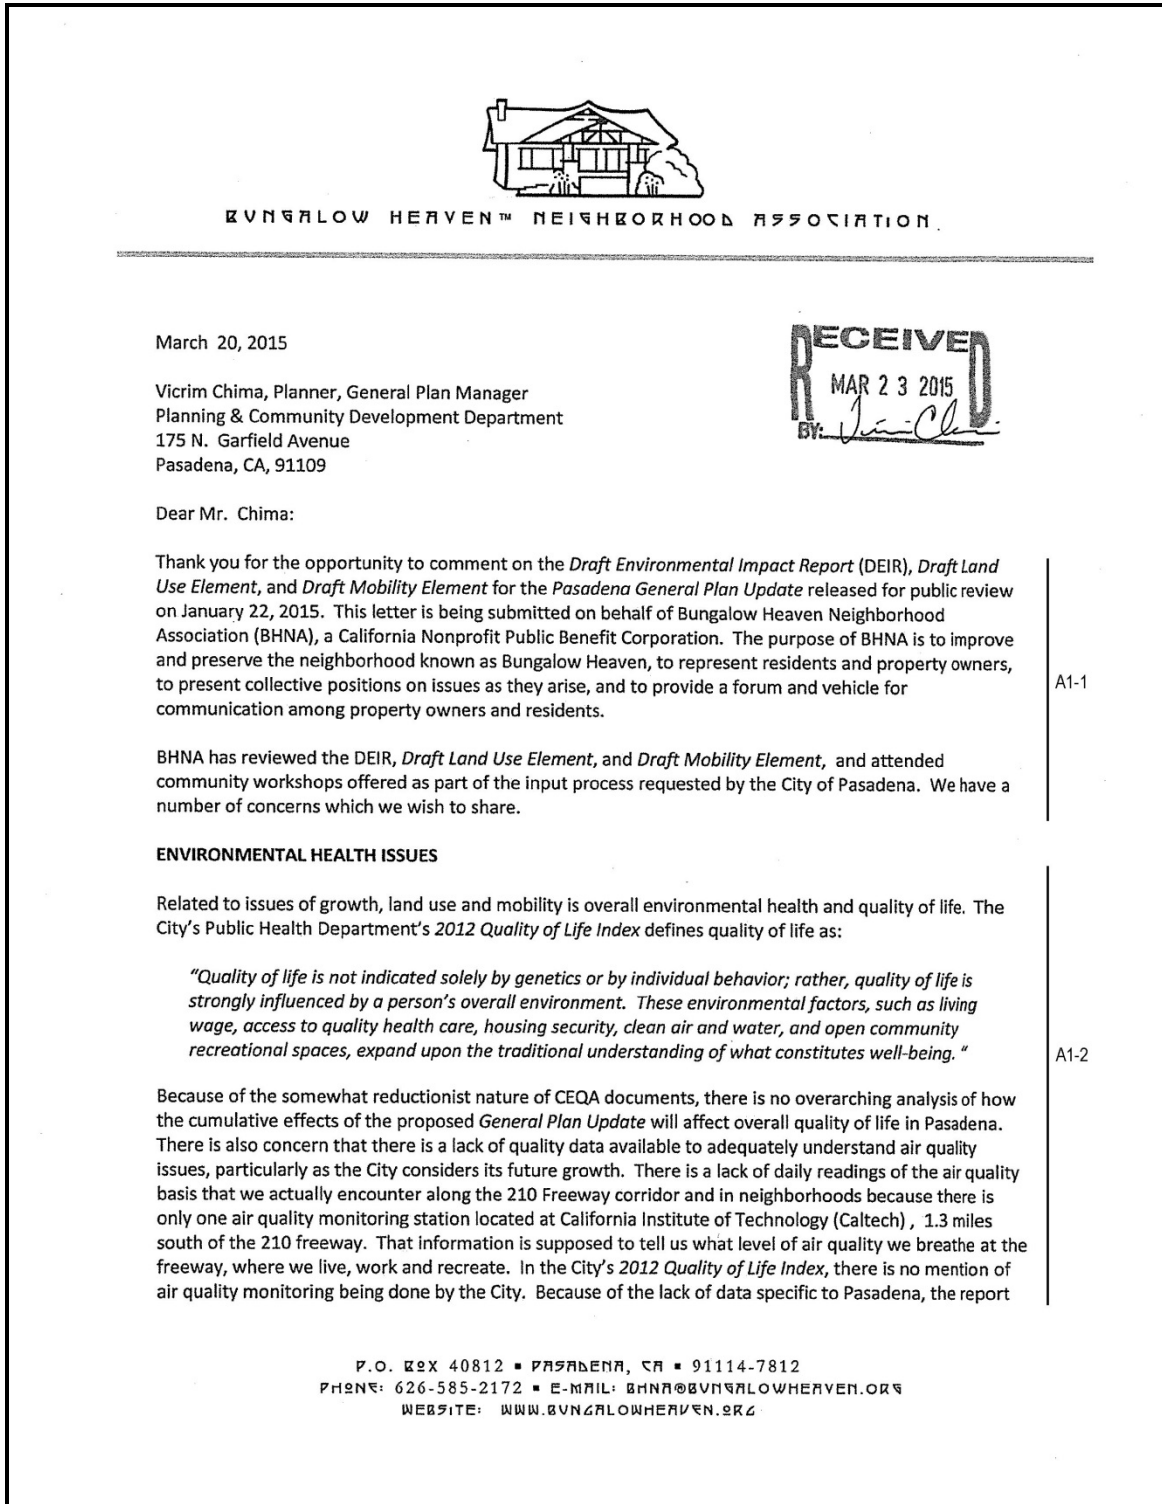 BUNGALOW HEAVEN™ NEIGHBORHOOD ASSOCIATION
March 20, 2015
RECEIVED
MAR 23 2015
BY:
Vicrim Chima, Planner, General Plan Manager
Planning & Community Development Department
175 N. Garfield Avenue
Pasadena, CA, 91109
Dear Mr. Chima:
Thank you for the opportunity to comment on the Draft Environmental Impact Report (DEIR), Draft Land
Use Element, and Draft Mobility Element for the Pasadena General Plan Update released for public review
on January 22, 2015. This letter is being submitted on behalf of Bungalow Heaven Neighborhood
Association (BHNA), a California Nonprofit Public Benefit Corporation. The purpose of BHNA is to improve
and preserve the neighborhood known as Bungalow Heaven, to represent residents and property owners,
to present collective positions on issues as they arise, and to provide a forum and vehicle for
communication among property owners and residents.
A1-1
BHNA has reviewed the DEIR, Draft Land Use Element, and Draft Mobility Element, and attended
community workshops offered as part of the input process requested by the City of Pasadena. We have a
number of concerns which we wish to share.
ENVIRONMENTAL HEALTH ISSUES
Related to issues of growth, land use and mobility is overall environmental health and quality of life. The
City's Public Health Department's 2012 Quality of Life Index defines quality of life as:
"Quality of life is not indicated solely by genetics or by individual behavior; rather, quality of life is
strongly influenced by a person's overall environment. These environmental factors, such as living
wage, access to quality health care, housing security, clean air and water, and open community
recreational spaces, expand upon the traditional understanding of what constitutes well-being. "
A1-2
Because of the somewhat reductionist nature of CEQA documents, there is no overarching analysis of how
the cumulative effects of the proposed General Plan Update will affect overall quality of life in Pasadena.
There is also concern that there is a lack of quality data available to adequately understand air quality
issues, particularly as the City considers its future growth. There is a lack of daily readings of the air quality
basis that we actually encounter along the 210 Freeway corridor and in neighborhoods because there is
only one air quality monitoring station located at California Institute of Technology (Caltech) , 1.3 miles
south of the 210 freeway. That information is supposed to tell us what level of air quality we breathe at the
freeway, where we live, work and recreate. In the City's 2012 Quality of Life Index, there is no mention of
air quality monitoring being done by the City. Because of the lack of data specific to Pasadena, the report
P.O. BOX 40812 ▪ PASADENA, CA ▪ 91114-7812
PHONE: 626-585-2172 ▪ E-MAIL: BHNA@BUNGALOWHEAVEN.ORG
WEBSITE: WWW.BUNGALOWHEAVEN.ORG